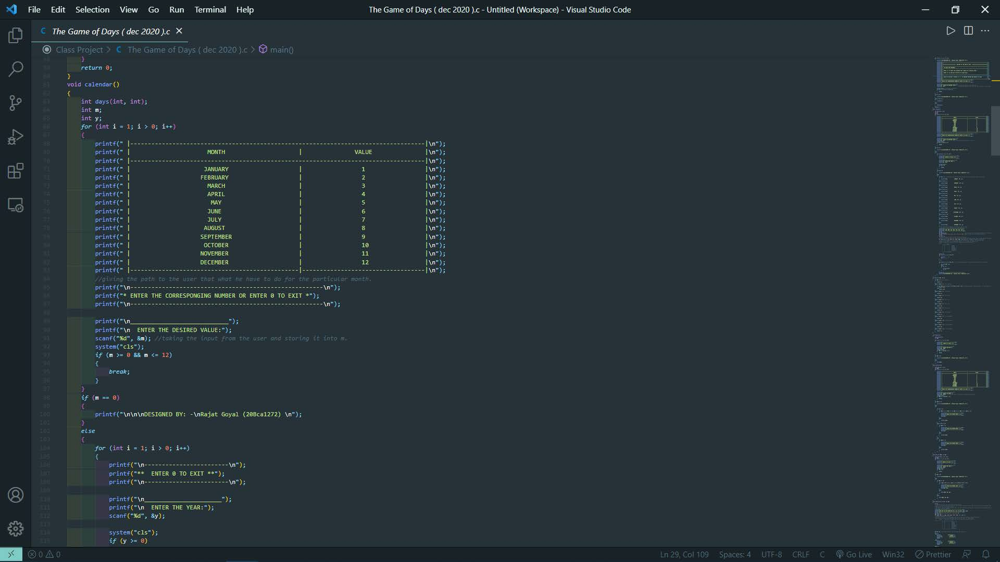 File Edit Selection View Go Run Terminal Help
The Game of Days ( dec 2020 ).c - Untitled (Workspace) - Visual Studio Code
C The Game of Days ( dec 2020 ).c
Class Project > C The Game of Days ( dec 2020 ).c > main()
}
return 0;
}
void calendar()
{
int days(int, int);
int m;
int y;
for (int i = 1; i > 0; i++)
{
printf(" |------------------------------------------------------------------------------------|\n");
printf(" | MONTH | VALUE |\n");
printf(" |------------------------------------------------------------------------------------|\n");
printf(" | JANUARY | 1 |\n");
printf(" | FEBRUARY | 2 |\n");
printf(" | MARCH | 3 |\n");
printf(" | APRIL | 4 |\n");
printf(" | MAY | 5 |\n");
printf(" | JUNE | 6 |\n");
printf(" | JULY | 7 |\n");
printf(" | AUGUST | 8 |\n");
printf(" | SEPTEMBER | 9 |\n");
printf(" | OCTOBER | 10 |\n");
printf(" | NOVEMBER | 11 |\n");
printf(" | DECEMBER | 12 |\n");
printf(" |------------------------------------------------|-----------------------------------|\n");
//giving the path to the user that what he have to do for the particular month.
printf("\n-------------------------------------------------------\n");
printf("* ENTER THE CORRESPONGING NUMBER OR ENTER 0 TO EXIT *");
printf("\n-------------------------------------------------------\n");
printf("\n____________________________");
printf("\n  ENTER THE DESIRED VALUE:");
scanf("%d", &m); //taking the input from the user and storing it into m.
system("cls");
if (m >= 0 && m <= 12)
{
break;
}
}
if (m == 0)
{
printf("\n\n\nDESIGNED BY: -\nRajat Goyal (20Bca1272) \n");
}
else
{
for (int i = 1; i > 0; i++)
{
printf("\n------------------------\n");
printf("**  ENTER 0 TO EXIT **");
printf("\n------------------------\n");
printf("\n______________________");
printf("\n  ENTER THE YEAR:");
scanf("%d", &y);
system("cls");
if (y >= 0)
0 0 Ln 29, Col 109 Spaces: 4 UTF-8 CRLF C Go Live Win32 Prettier